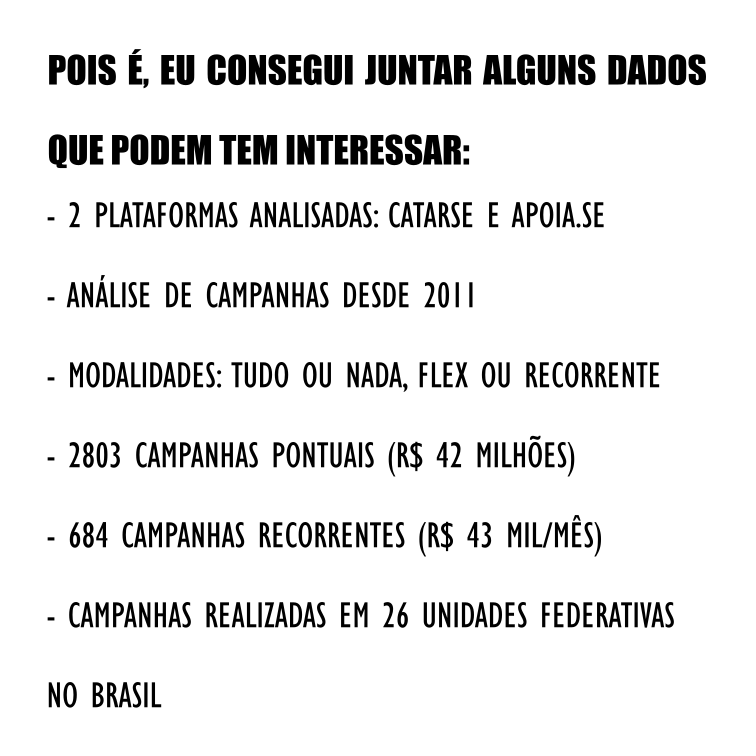 POIS É, EU CONSEGUI JUNTAR ALGUNS DADOS
QUE PODEM TEM INTERESSAR:
- 2 PLATAFORMAS ANALISADAS: CATARSE E APOIA.SE
- ANÁLISE DE CAMPANHAS DESDE 2011
- MODALIDADES: TUDO OU NADA, FLEX OU RECORRENTE
- 2803 CAMPANHAS PONTUAIS (R$ 42 MILHÕES)
- 684 CAMPANHAS RECORRENTES (R$ 43 MIL/MÊS)
- CAMPANHAS REALIZADAS EM 26 UNIDADES FEDERATIVAS
NO BRASIL